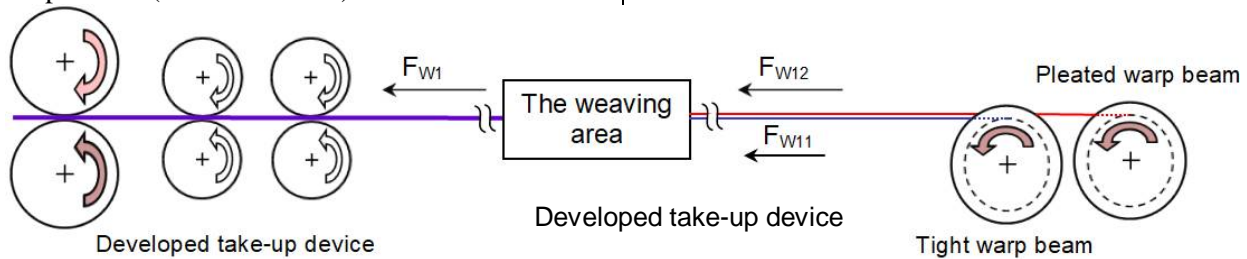 F_W1
F_W12
Pleated warp beam
The weaving
area
F_W11
Developed take-up device
Developed take-up device
Tight warp beam